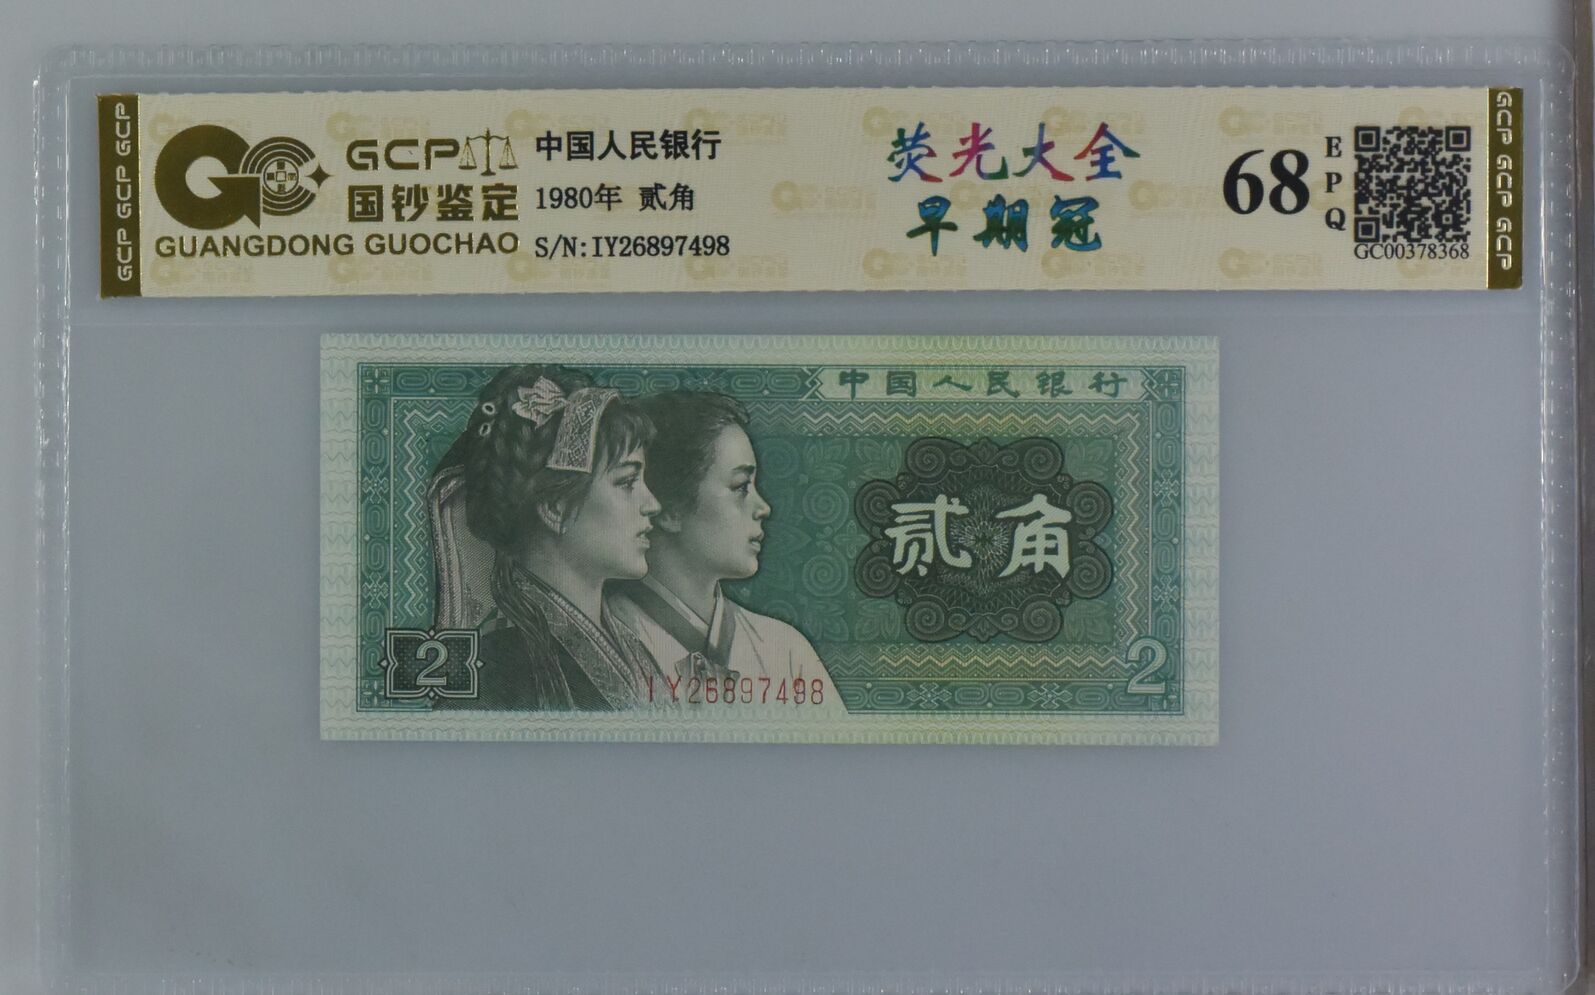 GCP GCP GCP
GCP
国钞鉴定
GUANGDONG GUOCHAO
中国人民银行
1980年 贰角
S/N:IY26897498
荧光大全
早期冠
68
EPQ
GC00378368
GCP GCP GCP
中国人民银行
贰角
2
2
IY26897498